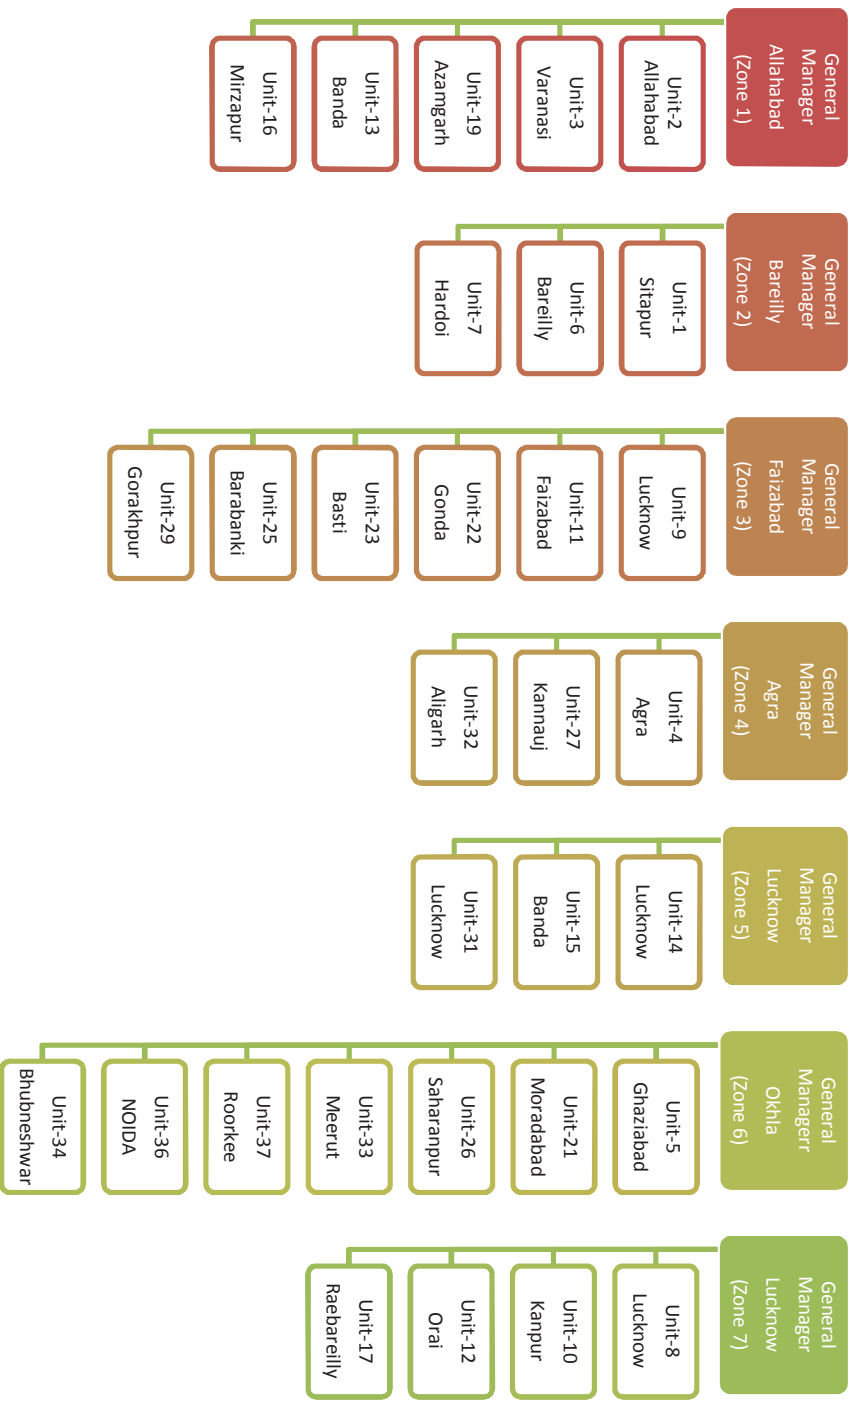 General
Manager
Allahabad
(Zone 1)
Unit-2
Allahabad
Unit-3
Varanasi
Unit-19
Azamgarh
Unit-13
Banda
Unit-16
Mirzapur
General
Manager
Bareilly
(Zone 2)
Unit-1
Sitapur
Unit-6
Bareilly
Unit-7
Hardoi
General
Manager
Faizabad
(Zone 3)
Unit-9
Lucknow
Unit-11
Faizabad
Unit-22
Gonda
Unit-23
Basti
Unit-25
Barabanki
Unit-29
Gorakhpur
General
Manager
Agra
(Zone 4)
Unit-4
Agra
Unit-27
Kannauj
Unit-32
Aligarh
General
Manager
Lucknow
(Zone 5)
Unit-14
Lucknow
Unit-15
Banda
Unit-31
Lucknow
General
Managerr
Okhla
(Zone 6)
Unit-5
Ghaziabad
Unit-21
Moradabad
Unit-26
Saharanpur
Unit-33
Meerut
Unit-37
Roorkee
Unit-36
NOIDA
Unit-34
Bhubneshwar
General
Manager
Lucknow
(Zone 7)
Unit-8
Lucknow
Unit-10
Kanpur
Unit-12
Orai
Unit-17
Raebareilly